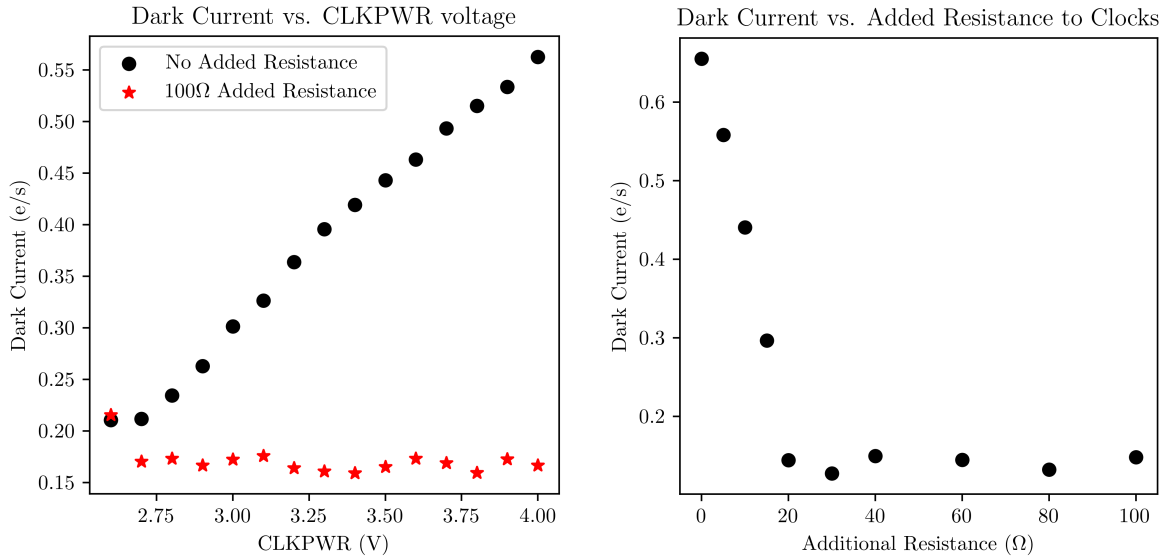 Dark Current vs. CLKPWR voltage
No Added Resistance
100Ω Added Resistance
Dark Current (e/s)
0.55
0.50
0.45
0.40
0.35
0.30
0.25
0.20
0.15
2.75 3.00 3.25 3.50 3.75 4.00
CLKPWR (V)
Dark Current vs. Added Resistance to Clocks
Dark Current (e/s)
0.6
0.5
0.4
0.3
0.2
0 20 40 60 80 100
Additional Resistance (Ω)